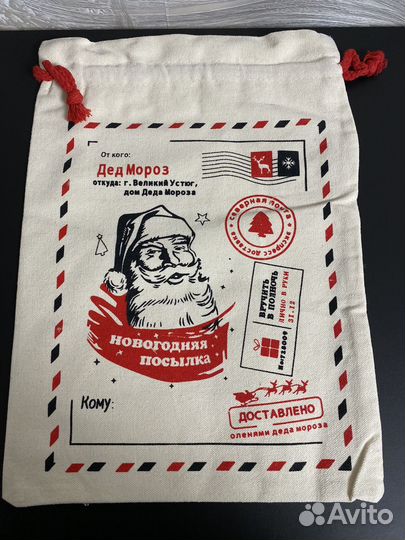 От кого:
Дед Мороз
откуда: г. Великий Устюг,
дом Деда Мороза
северная почта
экспресс доставка
ВРУЧИТЬ
В ПОЛНОЧЬ
ЛИЧНО В РУКИ
31.12
НОВОГОДНЯЯ
ПОСЫЛКА
Кому:
ДОСТАВЛЕНО
оленями деда мороза
Avito